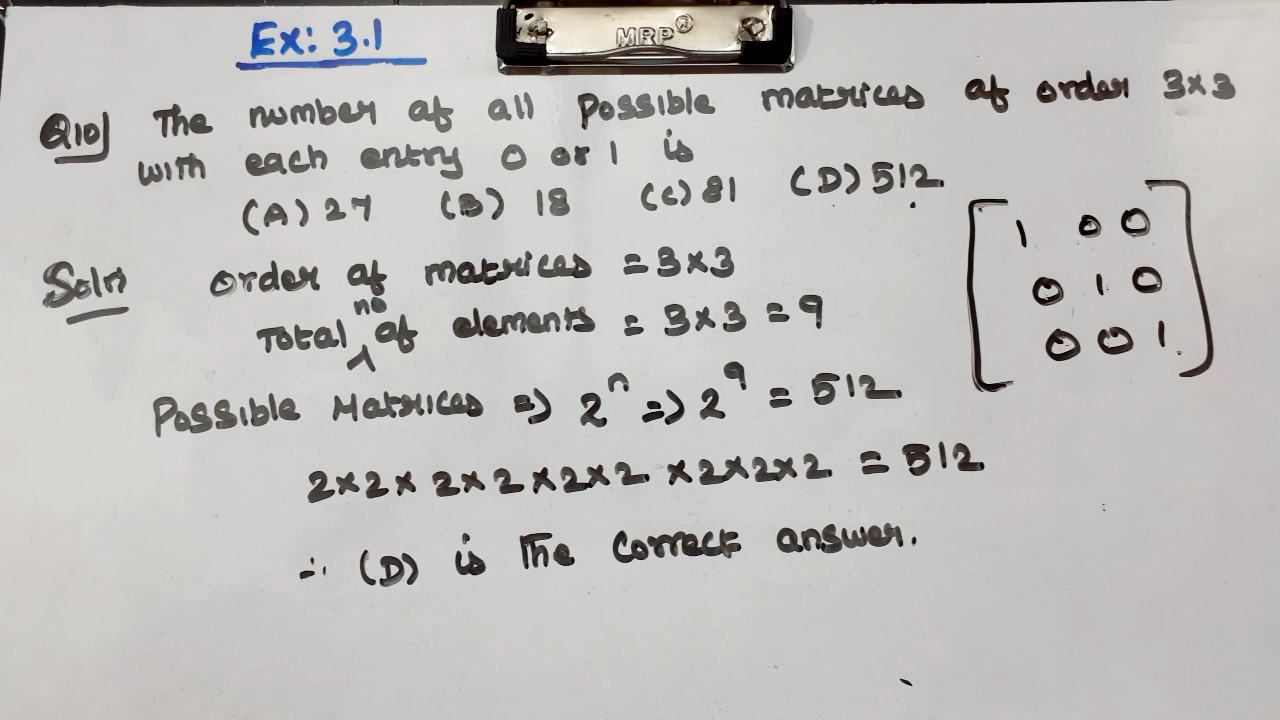 MRP®
Ex: 3.1
Q10] The number of all possible matrices of order 3×3
with each entry 0 or 1 is
(A) 27 (B) 18 (C) 81 (D) 512.
Soln order of matrices = 3×3
Total no of elements = 3×3 = 9
Possible Matrices => 2ⁿ => 2⁹ = 512.
2×2×2×2×2×2×2×2×2 = 512
∴ (D) is the correct answer.
1 0 0
0 1 0
0 0 1